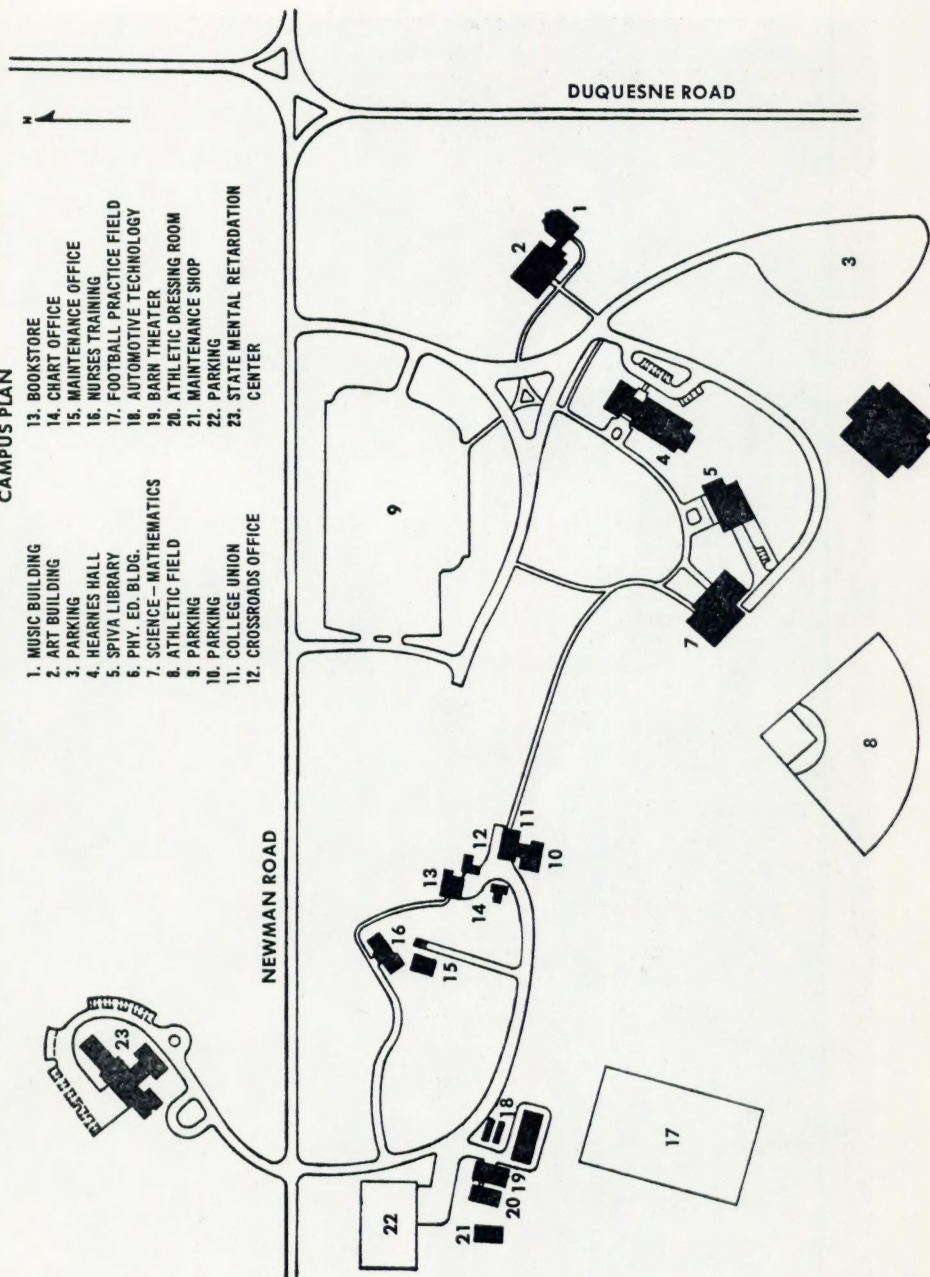 CAMPUS PLAN
N
1. MUSIC BUILDING
2. ART BUILDING
3. PARKING
4. HEARNES HALL
5. SPIVA LIBRARY
6. PHY. ED. BLDG.
7. SCIENCE–MATHEMATICS
8. ATHLETIC FIELD
9. PARKING
10. PARKING
11. COLLEGE UNION
12. CROSSROADS OFFICE
13. BOOKSTORE
14. CHART OFFICE
15. MAINTENANCE OFFICE
16. NURSES TRAINING
17. FOOTBALL PRACTICE FIELD
18. AUTOMOTIVE TECHNOLOGY
19. BARN THEATER
20. ATHLETIC DRESSING ROOM
21. MAINTENANCE SHOP
22. PARKING
23. STATE MENTAL RETARDATION
CENTER
DUQUESNE ROAD
NEWMAN ROAD
1
2
3
4
5
7
8
9
10
11
12
13
14
15
16
17
18
19
20
21
22
23